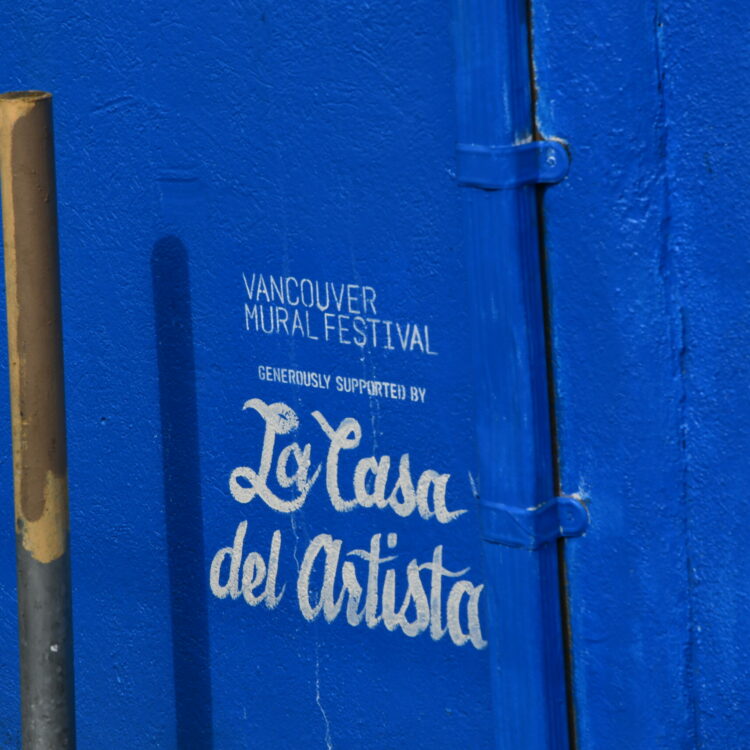 VANCOUVER
MURAL FESTIVAL
GENEROUSLY SUPPORTED BY
La Casa
del Artista